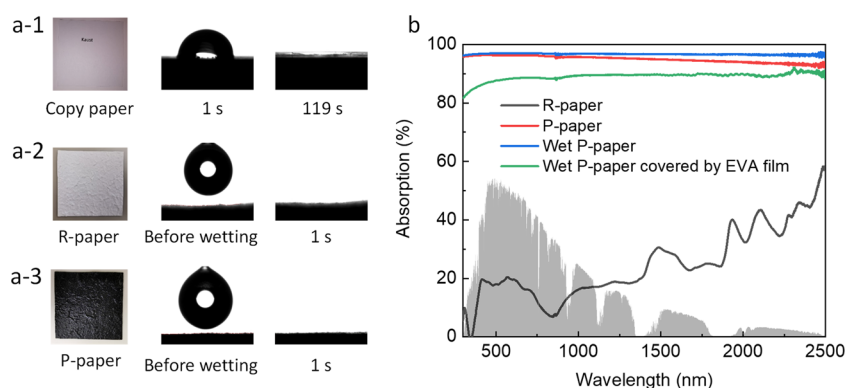 a-1
Kaust
Copy paper
1 s
119 s
a-2
R-paper
Before wetting
1 s
a-3
P-paper
Before wetting
1 s
b
100
80
60
40
20
0
Absorption (%)
R-paper
P-paper
Wet P-paper
Wet P-paper covered by EVA film
500 1000 1500 2000 2500
Wavelength (nm)